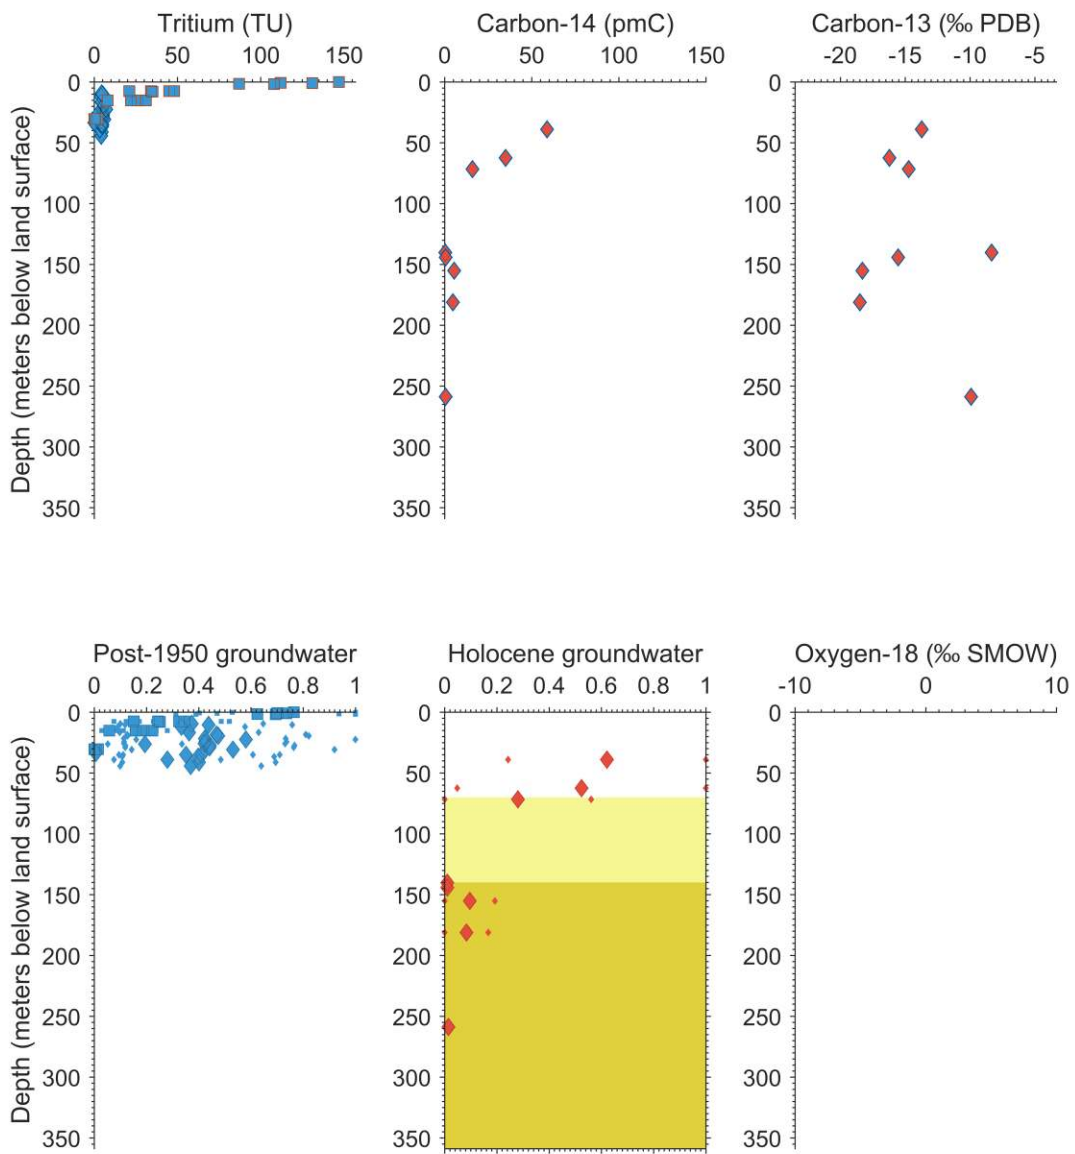 Tritium (TU) Carbon-14 (pmC) Carbon-13 (‰ PDB)
0 50 100 150 0 50 100 150 -20 -15 -10 -5
0 0 0
50 50 50
100 100 100
150 150 150
200 200 200
250 250 250
300 300 300
350 350 350
Depth (meters below land surface)
Post-1950 groundwater Holocene groundwater Oxygen-18 (‰ SMOW)
0 0.2 0.4 0.6 0.8 1 0 0.2 0.4 0.6 0.8 1 -10 0 10
0 0 0
50 50 50
100 100 100
150 150 150
200 200 200
250 250 250
300 300 300
350 350 350
Depth (meters below land surface)